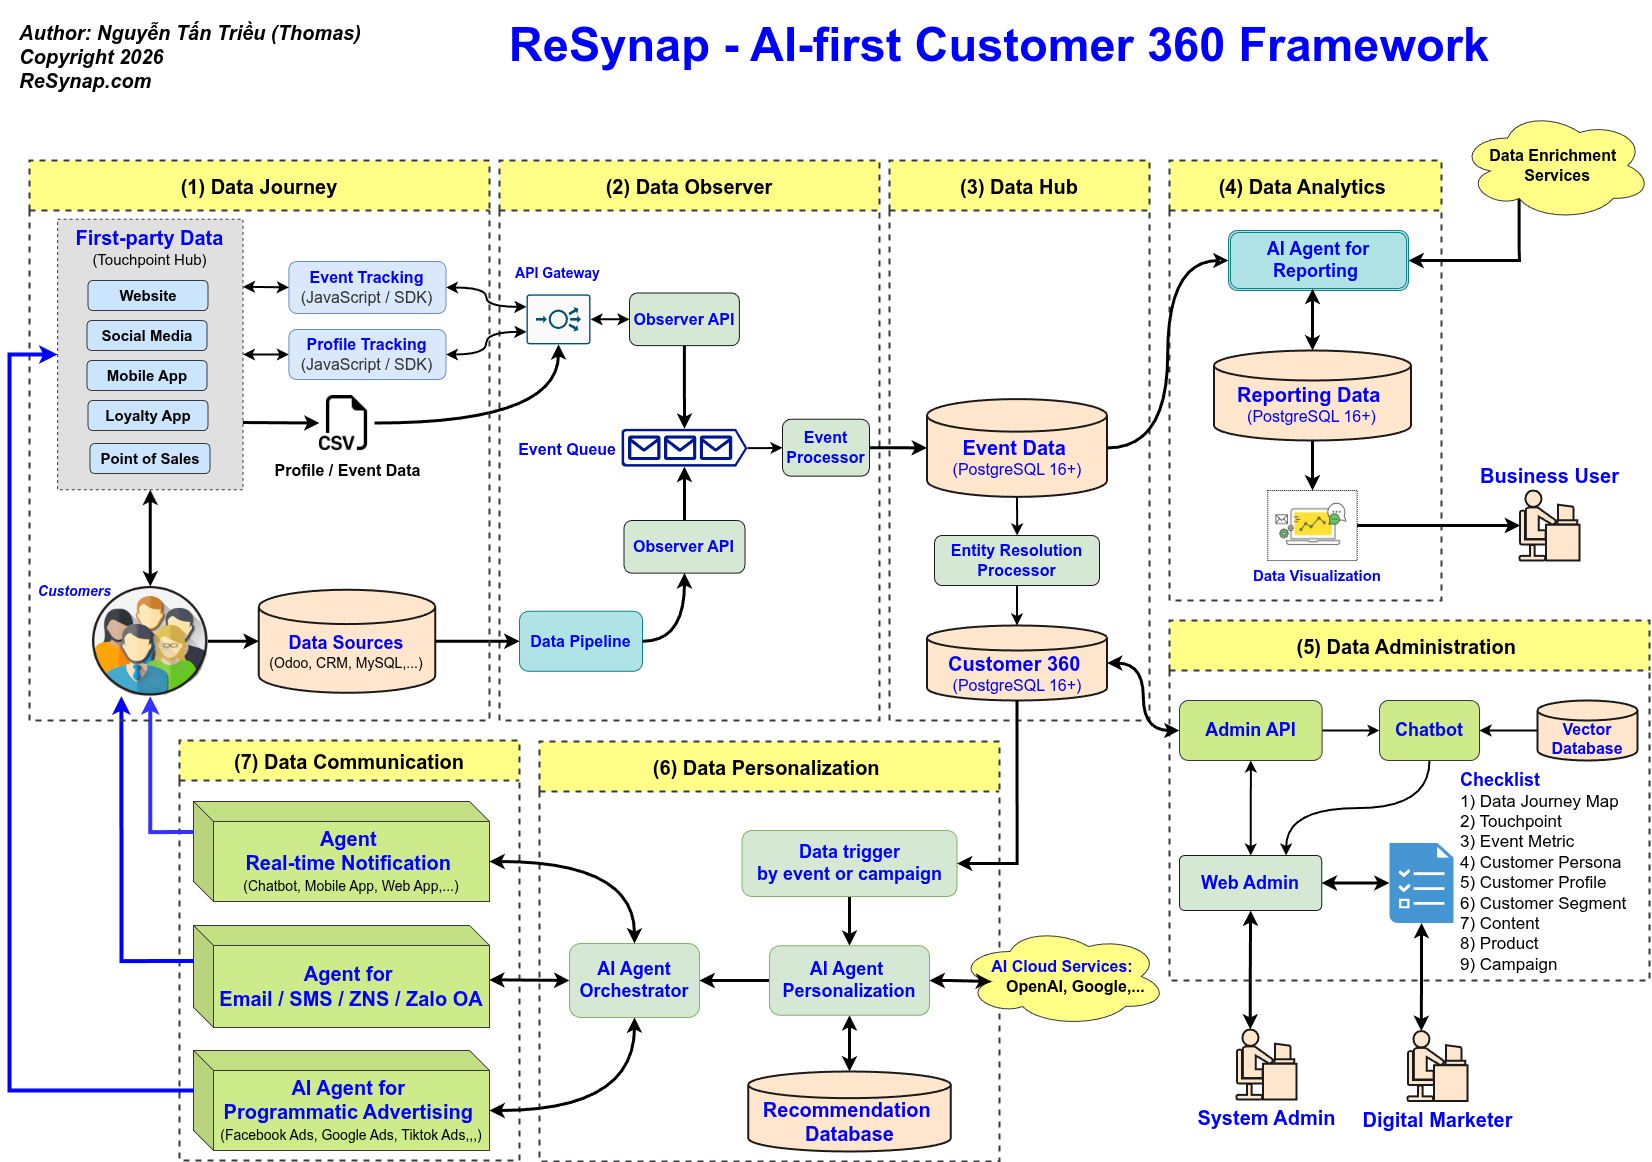 Author: Nguyễn Tấn Triều (Thomas)
Copyright 2026
ReSynap.com
ReSynap - AI-first Customer 360 Framework
Data Enrichment
Services
(1) Data Journey
First-party Data
(Touchpoint Hub)
Website
Social Media
Mobile App
Loyalty App
Point of Sales
Event Tracking
(JavaScript / SDK)
Profile Tracking
(JavaScript / SDK)
CSV
Profile / Event Data
Customers
Data Sources
(Odoo, CRM, MySQL,...)
(2) Data Observer
API Gateway
Observer API
Event Queue
Event
Processor
Observer API
Data Pipeline
(3) Data Hub
Event Data
(PostgreSQL 16+)
Entity Resolution
Processor
Customer 360
(PostgreSQL 16+)
(4) Data Analytics
AI Agent for
Reporting
Reporting Data
(PostgreSQL 16+)
Data Visualization
Business User
(5) Data Administration
Admin API
Chatbot
Vector
Database
Web Admin
Checklist
1) Data Journey Map
2) Touchpoint
3) Event Metric
4) Customer Persona
5) Customer Profile
6) Customer Segment
7) Content
8) Product
9) Campaign
System Admin
Digital Marketer
(6) Data Personalization
Data trigger
by event or campaign
AI Agent
Orchestrator
AI Agent
Personalization
AI Cloud Services:
OpenAI, Google,...
Recommendation
Database
(7) Data Communication
Agent
Real-time Notification
(Chatbot, Mobile App, Web App,...)
Agent for
Email / SMS / ZNS / Zalo OA
AI Agent for
Programmatic Advertising
(Facebook Ads, Google Ads, Tiktok Ads,,,)